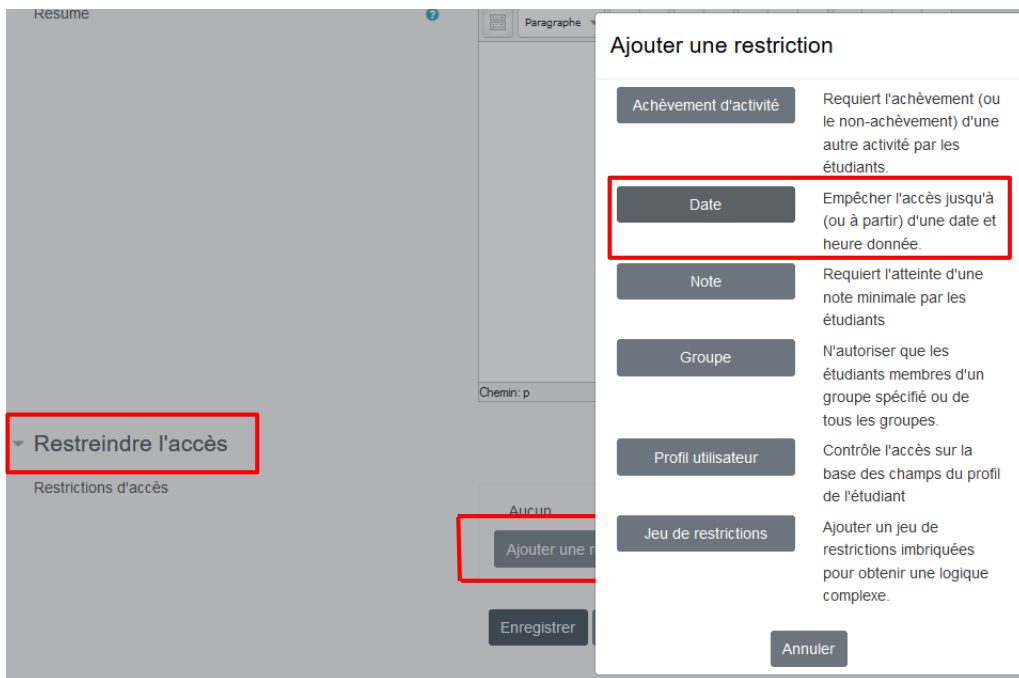 Résumé
Paragraphe
Ajouter une restriction
Achèvement d'activité
Requiert l'achèvement (ou
le non-achèvement) d'une
autre activité par les
étudiants.
Date
Empêcher l'accès jusqu'à
(ou à partir) d'une date et
heure donnée.
Note
Requiert l'atteinte d'une
note minimale par les
étudiants
Groupe
N'autoriser que les
étudiants membres d'un
groupe spécifié ou de
tous les groupes.
Chemin: p
Restreindre l'accès
Profil utilisateur
Contrôle l'accès sur la
base des champs du profil
de l'étudiant
Restrictions d'accès
Aucun
Jeu de restrictions
Ajouter un jeu de
restrictions imbriquées
pour obtenir une logique
complexe.
Ajouter une
Enregistrer
Annuler